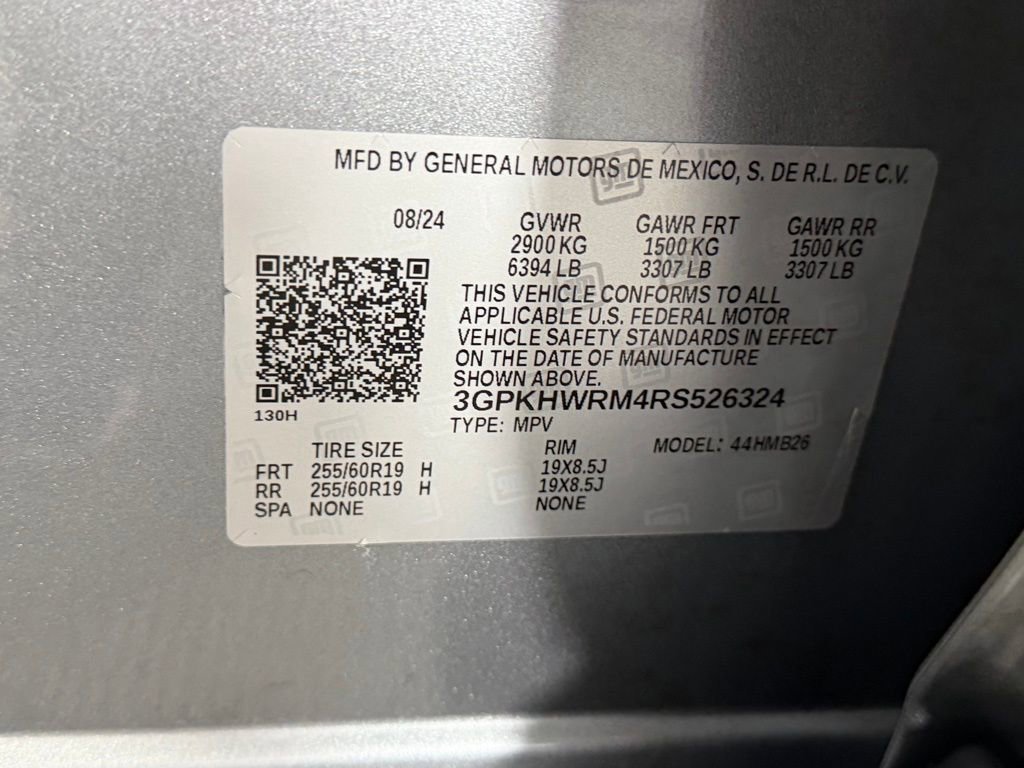 MFD BY GENERAL MOTORS DE MEXICO, S. DE R.L. DE C.V.
08/24 GVWR GAWR FRT GAWR RR
2900 KG 1500 KG 1500 KG
6394 LB 3307 LB 3307 LB
THIS VEHICLE CONFORMS TO ALL
APPLICABLE U.S. FEDERAL MOTOR
VEHICLE SAFETY STANDARDS IN EFFECT
ON THE DATE OF MANUFACTURE
SHOWN ABOVE.
3GPKHWRM4RS526324
130H
TYPE: MPV
TIRE SIZE RIM MODEL: 44HMB26
FRT 255/60R19 H 19X8.5J
RR 255/60R19 H 19X8.5J
SPA NONE NONE